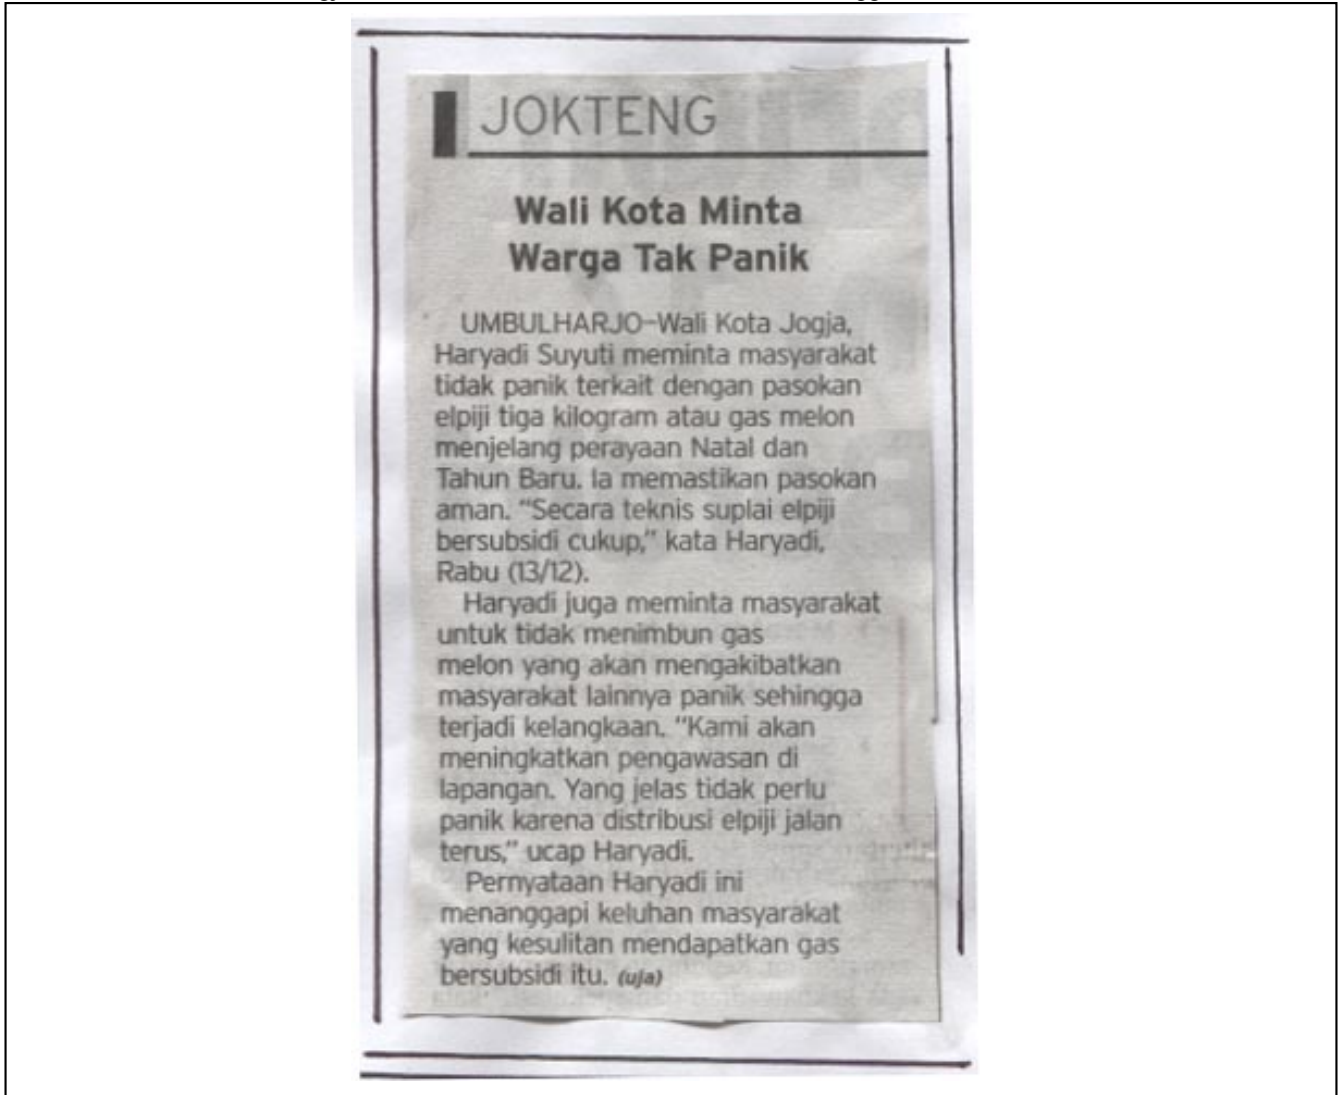 JOKTENG
Wali Kota Minta
Warga Tak Panik
UMBULHARJO–Wali Kota Jogja,
Haryadi Suyuti meminta masyarakat
tidak panik terkait dengan pasokan
elpiji tiga kilogram atau gas melon
menjelang perayaan Natal dan
Tahun Baru. Ia memastikan pasokan
aman. “Secara teknis suplai elpiji
bersubsidi cukup,” kata Haryadi,
Rabu (13/12).
Haryadi juga meminta masyarakat
untuk tidak menimbun gas
melon yang akan mengakibatkan
masyarakat lainnya panik sehingga
terjadi kelangkaan. “Kami akan
meningkatkan pengawasan di
lapangan. Yang jelas tidak perlu
panik karena distribusi elpiji jalan
terus,” ucap Haryadi.
Pernyataan Haryadi ini
menanggapi keluhan masyarakat
yang kesulitan mendapatkan gas
bersubsidi itu. (uja)